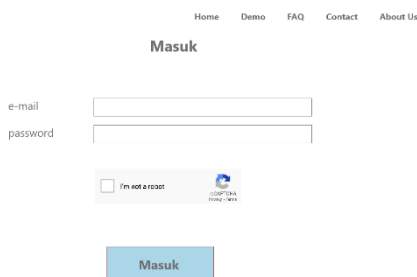 Home Demo FAQ Contact About Us
Masuk
e-mail
password
I'm not a robot
reCAPTCHA
Privacy - Terms
Masuk